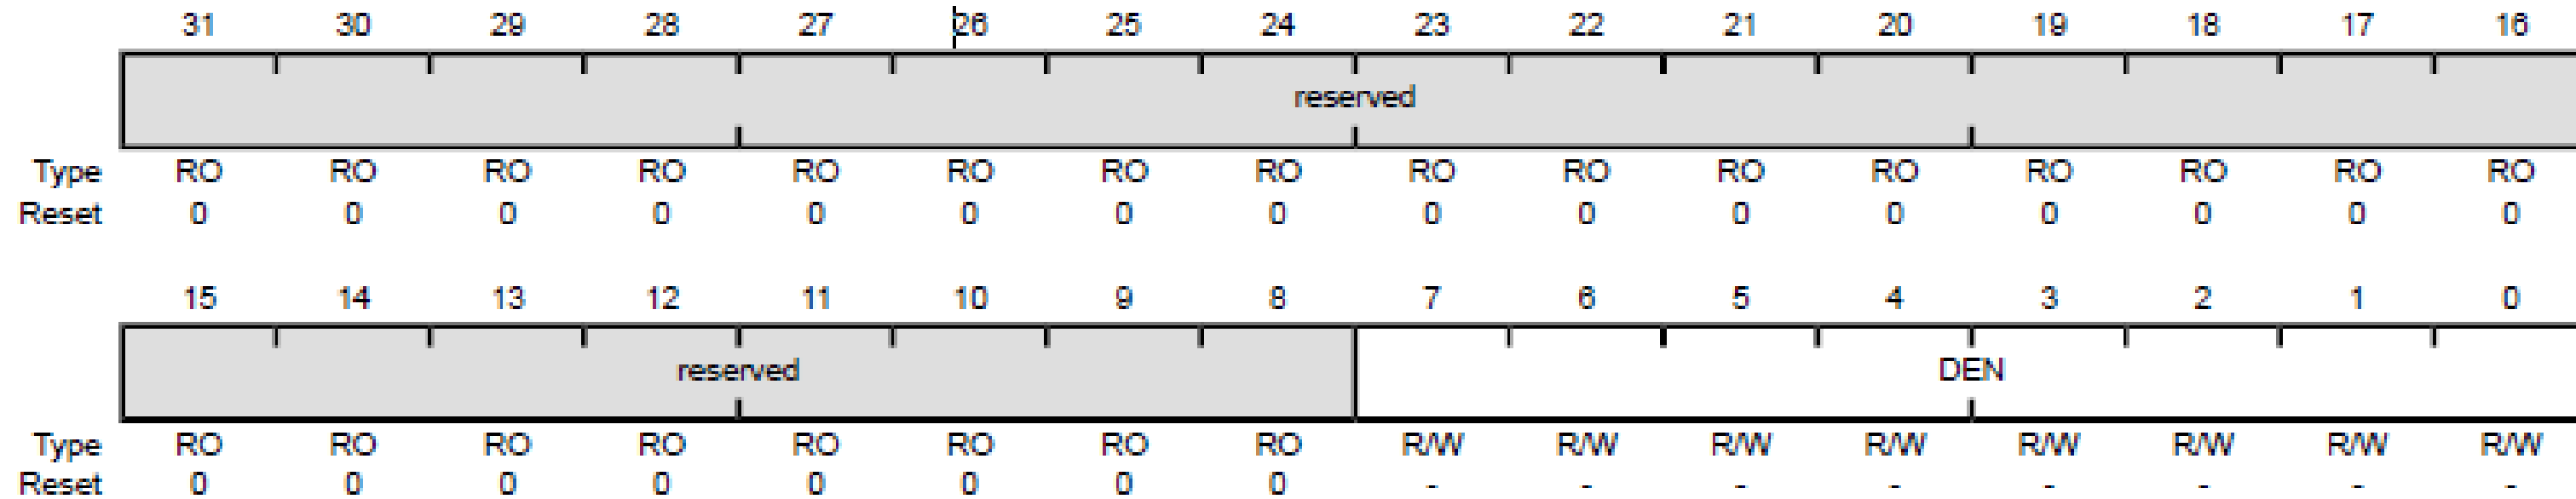 31 30 29 28 27 26 25 24 23 22 21 20 19 18 17 16
reserved
Type RO RO RO RO RO RO RO RO RO RO RO RO RO RO RO RO
Reset 0 0 0 0 0 0 0 0 0 0 0 0 0 0 0 0
15 14 13 12 11 10 9 8 7 6 5 4 3 2 1 0
reserved DEN
Type RO RO RO RO RO RO RO RO R/W R/W R/W R/W R/W R/W R/W R/W
Reset 0 0 0 0 0 0 0 0 - - - - - - - -